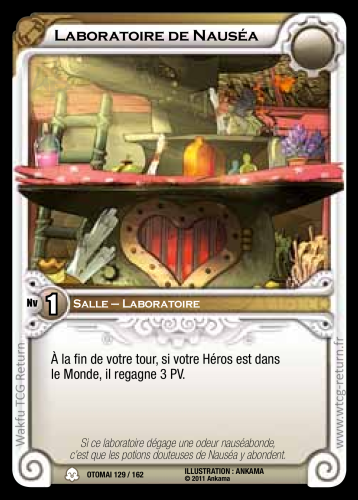 Laboratoire de Nauséa
Nv 1 Salle – Laboratoire
À la fin de votre tour, si votre Héros est dans
le Monde, il regagne 3 PV.
Si ce laboratoire dégage une odeur nauséabonde,
c'est que les potions douteuses de Nauséa y abondent.
OTOMAI 129 / 162
ILLUSTRATION : ANKAMA
© 2011 Ankama
Wakfu TCG Return
www.wtcg-return.fr